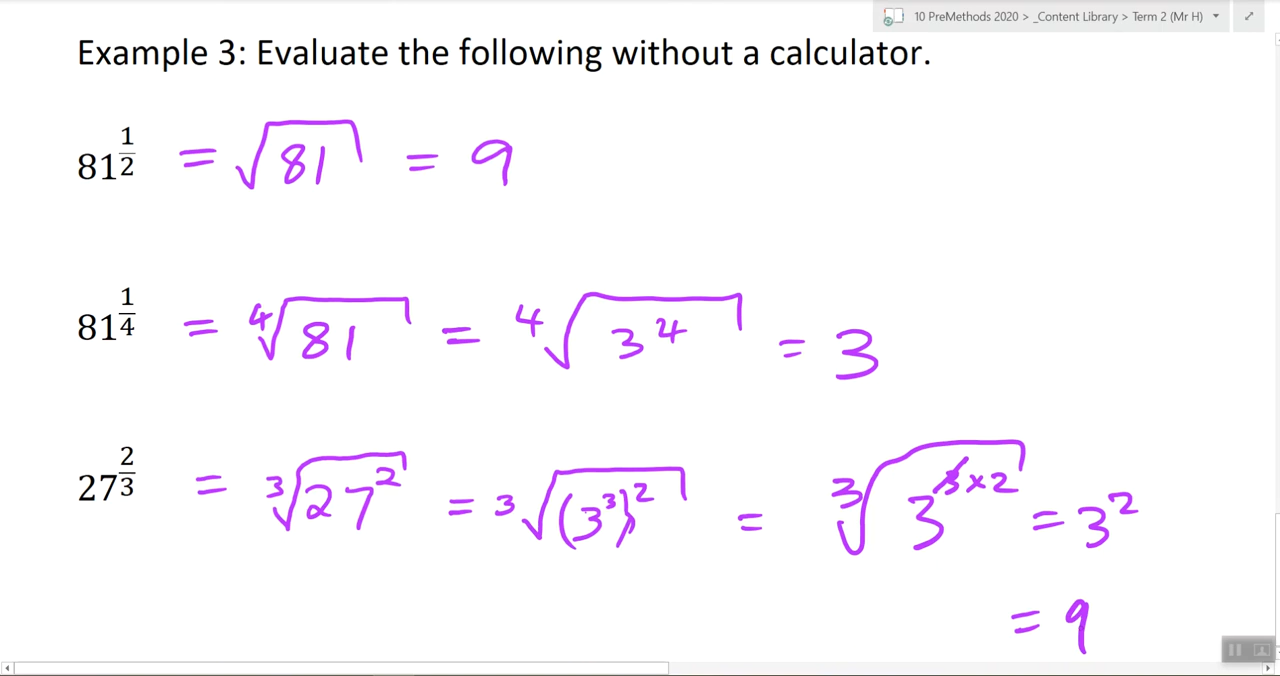 10 PreMethods 2020 > _Content Library > Term 2 (Mr H)
Example 3: Evaluate the following without a calculator.
81^(1/2) = √81 = 9
81^(1/4) = ⁴√81 = ⁴√(3⁴) = 3
27^(2/3) = ³√(27²) = ³√((3³)²) = ³√(3^(3×2)) = 3²
= 9